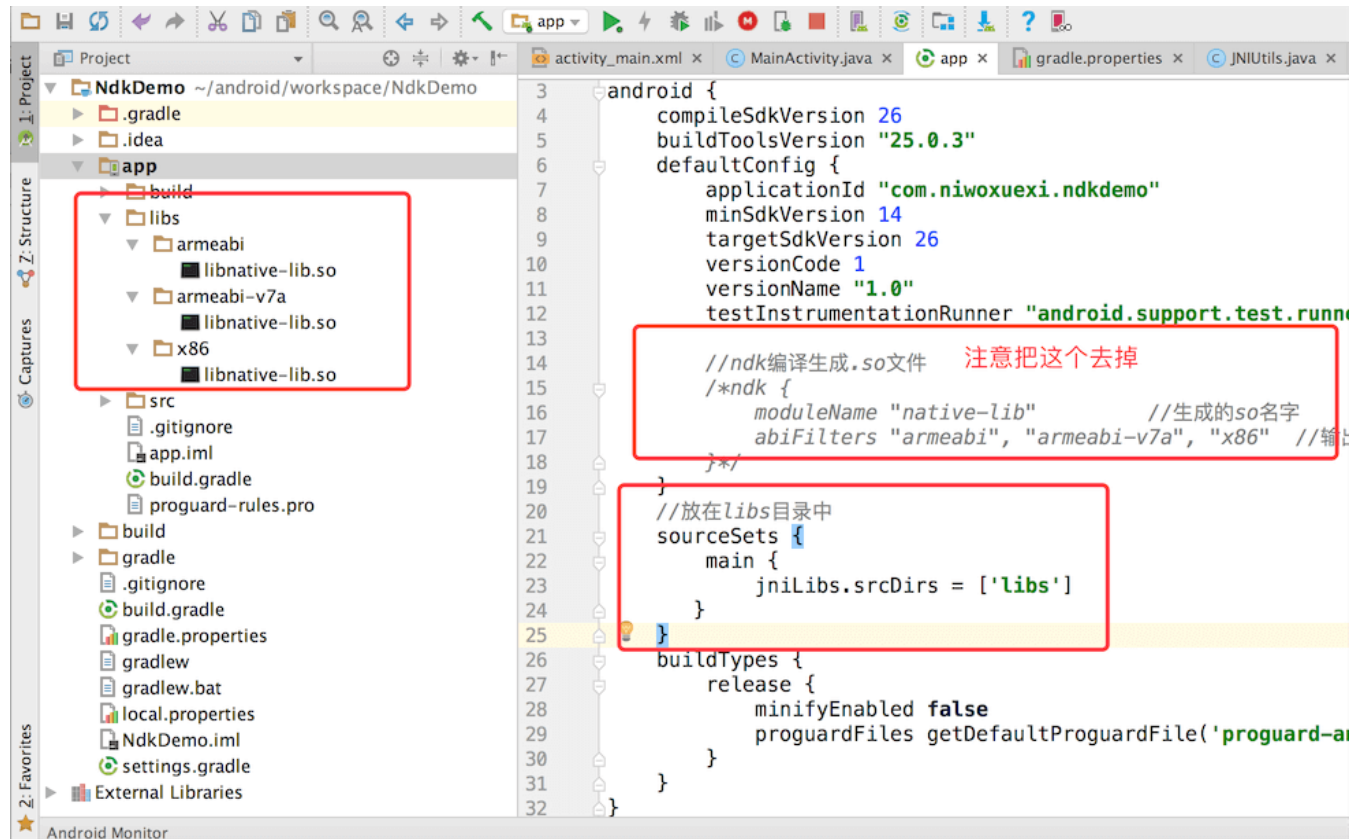 app
Project
activity_main.xml
MainActivity.java
app
gradle.properties
JNIUtils.java
1: Project
Z: Structure
Captures
2: Favorites
NdkDemo ~/android/workspace/NdkDemo
.gradle
.idea
app
build
libs
armeabi
libnative-lib.so
armeabi-v7a
libnative-lib.so
x86
libnative-lib.so
src
.gitignore
app.iml
build.gradle
proguard-rules.pro
build
gradle
.gitignore
build.gradle
gradle.properties
gradlew
gradlew.bat
local.properties
NdkDemo.iml
settings.gradle
External Libraries
3 android {
4 compileSdkVersion 26
5 buildToolsVersion "25.0.3"
6 defaultConfig {
7 applicationId "com.niwoxuexi.ndkdemo"
8 minSdkVersion 14
9 targetSdkVersion 26
10 versionCode 1
11 versionName "1.0"
12 testInstrumentationRunner "android.support.test.runne
13
14 //ndk编译生成.so文件 注意把这个去掉
15 /*ndk {
16 moduleName "native-lib" //生成的so名字
17 abiFilters "armeabi", "armeabi-v7a", "x86" //输出
18 }*/
19 }
20 //放在libs目录中
21 sourceSets {
22 main {
23 jniLibs.srcDirs = ['libs']
24 }
25 }
26 buildTypes {
27 release {
28 minifyEnabled false
29 proguardFiles getDefaultProguardFile('proguard-an
30 }
31 }
32 }
Android Monitor